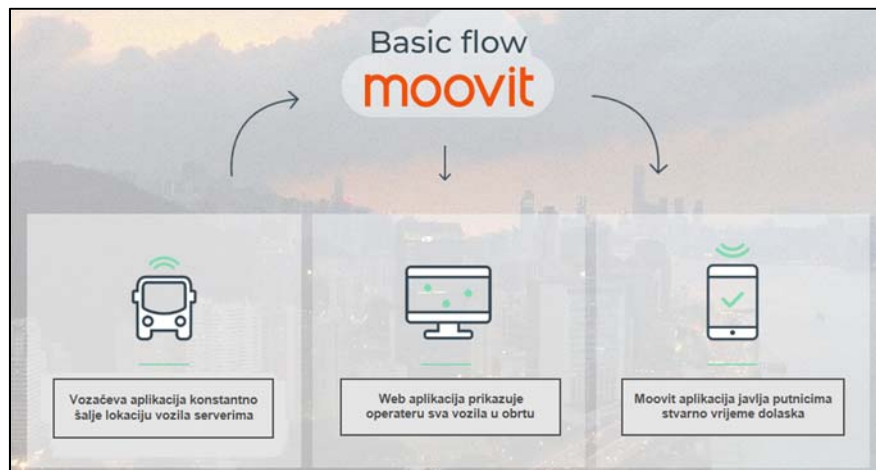 Basic flow
moovit
Vozačeva aplikacija konstantno
šalje lokaciju vozila serverima
Web aplikacija prikazuje
operateru sva vozila u obrtu
Moovit aplikacija javlja putnicima
stvarno vrijeme dolaska